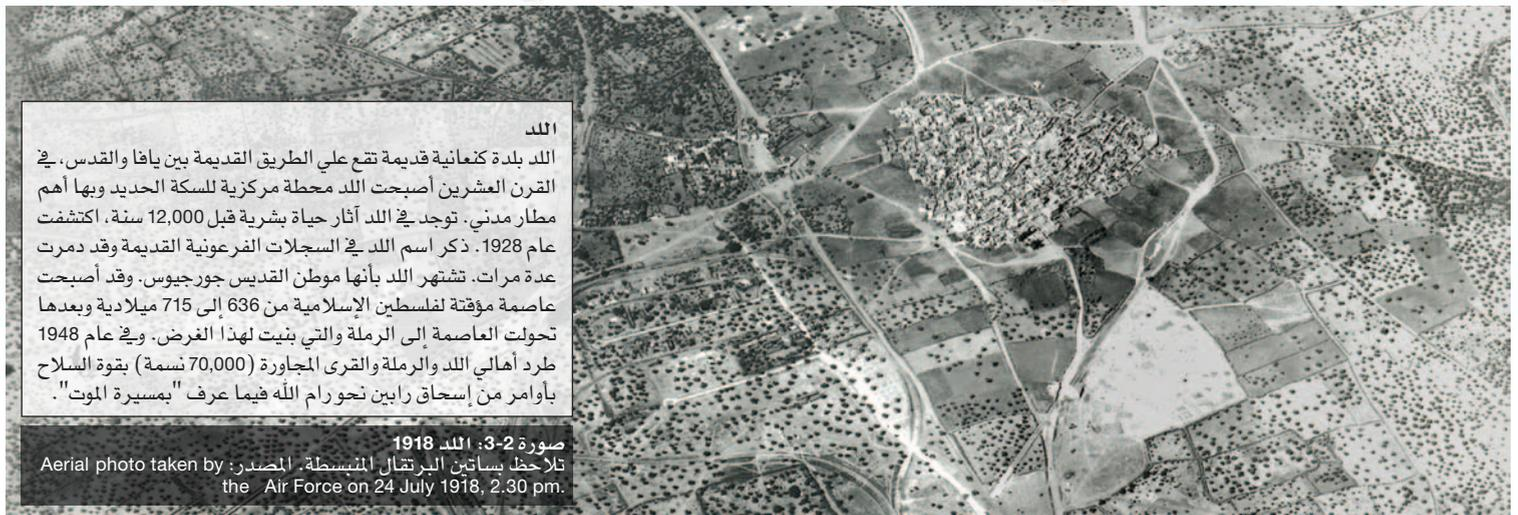 اللد
اللد بلدة كنعانية قديمة تقع علي الطريق القديمة بين يافا والقدس، في
القرن العشرين أصبحت اللد محطة مركزية للسكة الحديد وبها أهم
مطار مدني. توجد في اللد آثار حياة بشرية قبل 12,000 سنة، اكتشفت
عام 1928. ذكر اسم اللد في السجلات الفرعونية القديمة وقد دمرت
عدة مرات. تشتهر اللد بأنها موطن القديس جورجيوس. وقد أصبحت
عاصمة مؤقتة لفلسطين الإسلامية من 636 إلى 715 ميلادية وبعدها
تحولت العاصمة إلى الرملة والتي بنيت لهذا الغرض. وفي عام 1948
طرد أهالي اللد والرملة والقرى المجاورة (70,000 نسمة) بقوة السلاح
بأوامر من إسحاق رابين نحو رام الله فيما عرف "بمسيرة الموت".
صورة 2-3: اللد 1918
تلاحظ بساتين البرتقال المنبسطة. المصدر: Aerial photo taken by
the Air Force on 24 July 1918, 2.30 pm.